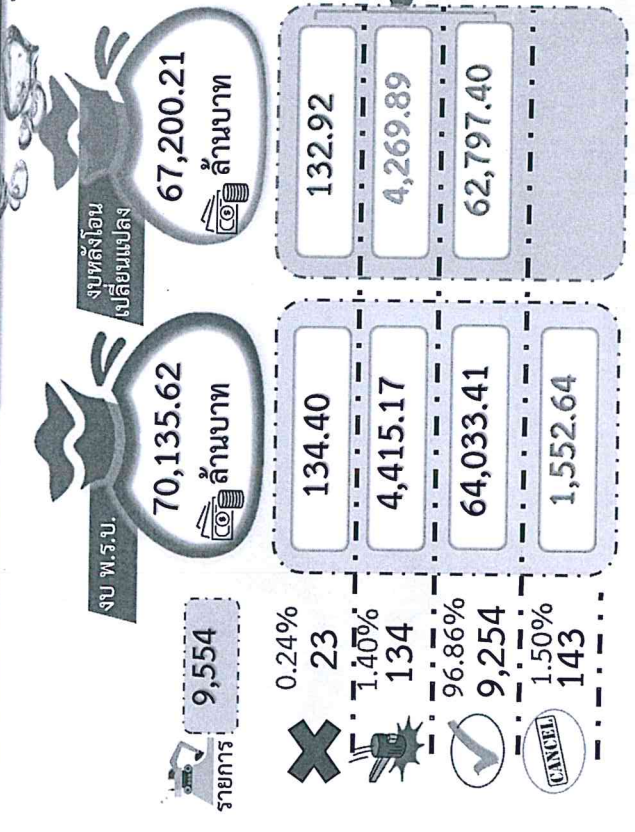 งบ พ.ร.บ.
70,135.62
ล้านบาท
งบหลังโอน
เปลี่ยนแปลง
67,200.21
ล้านบาท
รายการ
9,554
0.24%
23
134.40
132.92
1.40%
134
4,415.17
4,269.89
96.86%
9,254
64,033.41
62,797.40
CANCEL
1.50%
143
1,552.64